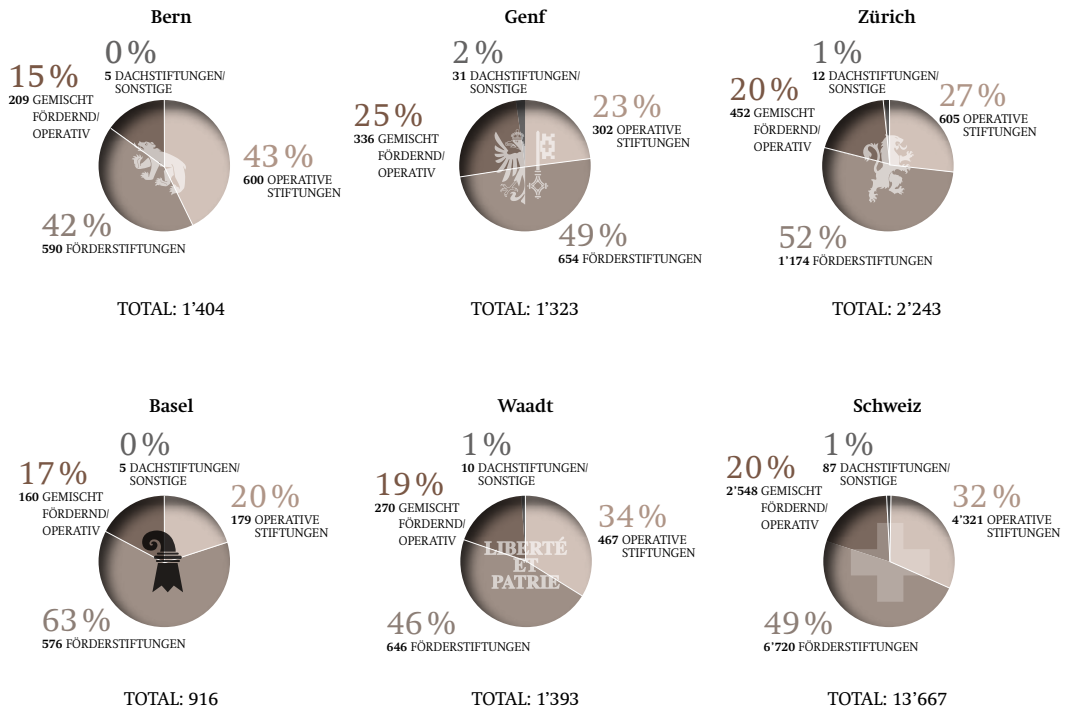 Bern
0 %
5 DACHSTIFTUNGEN/
SONSTIGE
15 %
209 GEMISCHT
FÖRDERND/
OPERATIV
43 %
600 OPERATIVE
STIFTUNGEN
42 %
590 FÖRDERSTIFTUNGEN
TOTAL: 1’404
Genf
2 %
31 DACHSTIFTUNGEN/
SONSTIGE
25 %
336 GEMISCHT
FÖRDERND/
OPERATIV
23 %
302 OPERATIVE
STIFTUNGEN
49 %
654 FÖRDERSTIFTUNGEN
TOTAL: 1’323
Zürich
1 %
12 DACHSTIFTUNGEN/
SONSTIGE
20 %
452 GEMISCHT
FÖRDERND/
OPERATIV
27 %
605 OPERATIVE
STIFTUNGEN
52 %
1’174 FÖRDERSTIFTUNGEN
TOTAL: 2’243
Basel
0 %
5 DACHSTIFTUNGEN/
SONSTIGE
17 %
160 GEMISCHT
FÖRDERND/
OPERATIV
20 %
179 OPERATIVE
STIFTUNGEN
63 %
576 FÖRDERSTIFTUNGEN
TOTAL: 916
Waadt
1 %
10 DACHSTIFTUNGEN/
SONSTIGE
19 %
270 GEMISCHT
FÖRDERND/
OPERATIV
34 %
467 OPERATIVE
STIFTUNGEN
LIBERTÉ
ET
PATRIE
46 %
646 FÖRDERSTIFTUNGEN
TOTAL: 1’393
Schweiz
1 %
87 DACHSTIFTUNGEN/
SONSTIGE
20 %
2’548 GEMISCHT
FÖRDERND/
OPERATIV
32 %
4’321 OPERATIVE
STIFTUNGEN
49 %
6’720 FÖRDERSTIFTUNGEN
TOTAL: 13’667